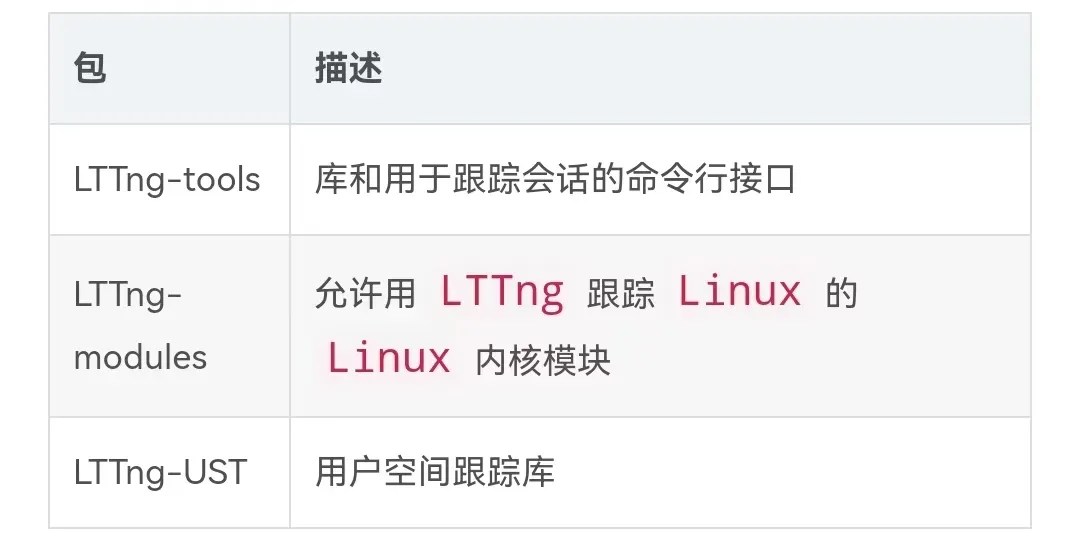 包 描述
LTTng-tools 库和用于跟踪会话的命令行接口
LTTng-
modules
允许用 LTTng 跟踪 Linux 的
Linux 内核模块
LTTng-UST 用户空间跟踪库